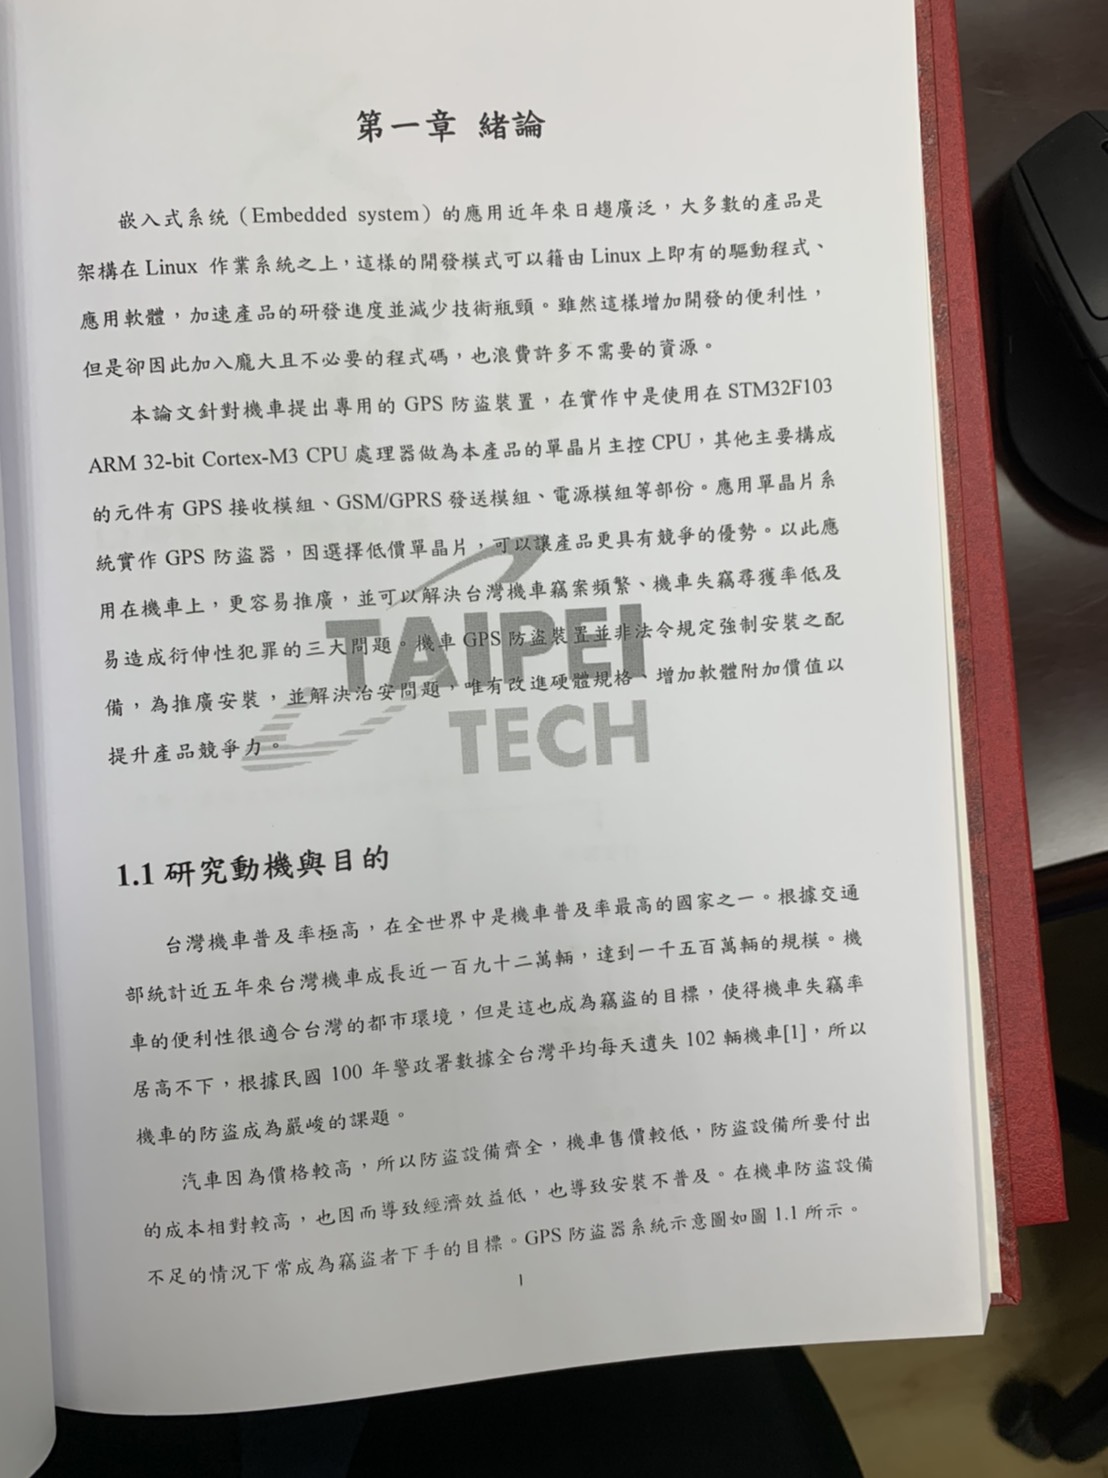 第一章 緒論
嵌入式系統（Embedded system）的應用近年來日趨廣泛，大多數的產品是
架構在 Linux 作業系統之上，這樣的開發模式可以藉由 Linux 上即有的驅動程式、
應用軟體，加速產品的研發進度並減少技術瓶頸。雖然這樣增加開發的便利性，
但是卻因此加入龐大且不必要的程式碼，也浪費許多不需要的資源。
本論文針對機車提出專用的 GPS 防盜裝置，在實作中是使用在 STM32F103
ARM 32-bit Cortex-M3 CPU 處理器做為本產品的單晶片主控 CPU，其他主要構成
的元件有 GPS 接收模組、GSM/GPRS 發送模組、電源模組等部份。應用單晶片系
統實作 GPS 防盜器，因選擇低價單晶片，可以讓產品更具有競爭的優勢。以此應
用在機車上，更容易推廣，並可以解決台灣機車竊案頻繁、機車失竊尋獲率低及
易造成衍伸性犯罪的三大問題。機車 GPS 防盜裝置並非法令規定強制安裝之配
備，為推廣安裝，並解決治安問題，唯有改進硬體規格、增加軟體附加價值以
提升產品競爭力。
TAIPEI
TECH
1.1 研究動機與目的
台灣機車普及率極高，在全世界中是機車普及率最高的國家之一。根據交通
部統計近五年來台灣機車成長近一百九十二萬輛，達到一千五百萬輛的規模。機
車的便利性很適合台灣的都市環境，但是這也成為竊盜的目標，使得機車失竊率
居高不下，根據民國 100 年警政署數據全台灣平均每天遺失 102 輛機車[1]，所以
機車的防盜成為嚴峻的課題。
汽車因為價格較高，所以防盜設備齊全，機車售價較低，防盜設備所要付出
的成本相對較高，也因而導致經濟效益低，也導致安裝不普及。在機車防盜設備
不足的情況下常成為竊盜者下手的目標。GPS 防盜器系統示意圖如圖 1.1 所示。
1